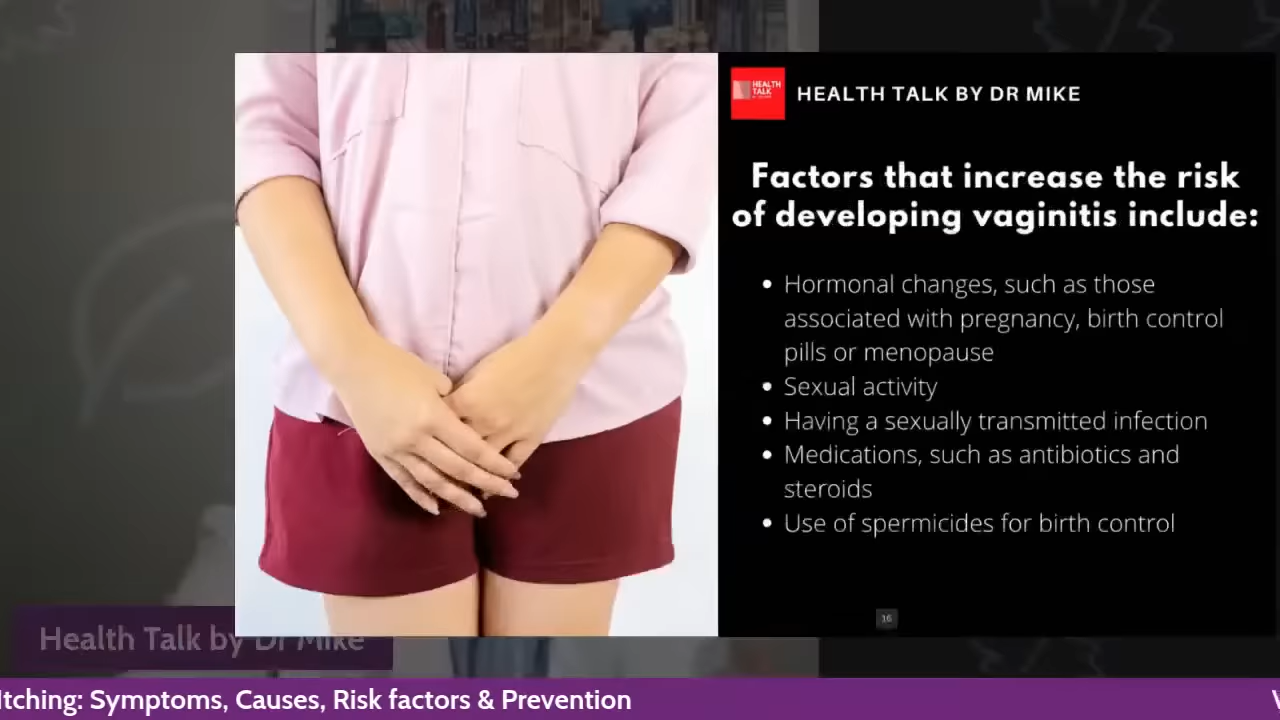 HEALTH
TALK
HEALTH TALK BY DR MIKE
Factors that increase the risk
of developing vaginitis include:
• Hormonal changes, such as those
associated with pregnancy, birth control
pills or menopause
• Sexual activity
• Having a sexually transmitted infection
• Medications, such as antibiotics and
steroids
• Use of spermicides for birth control
16
Health Talk by Dr Mike
Itching: Symptoms, Causes, Risk factors & Prevention